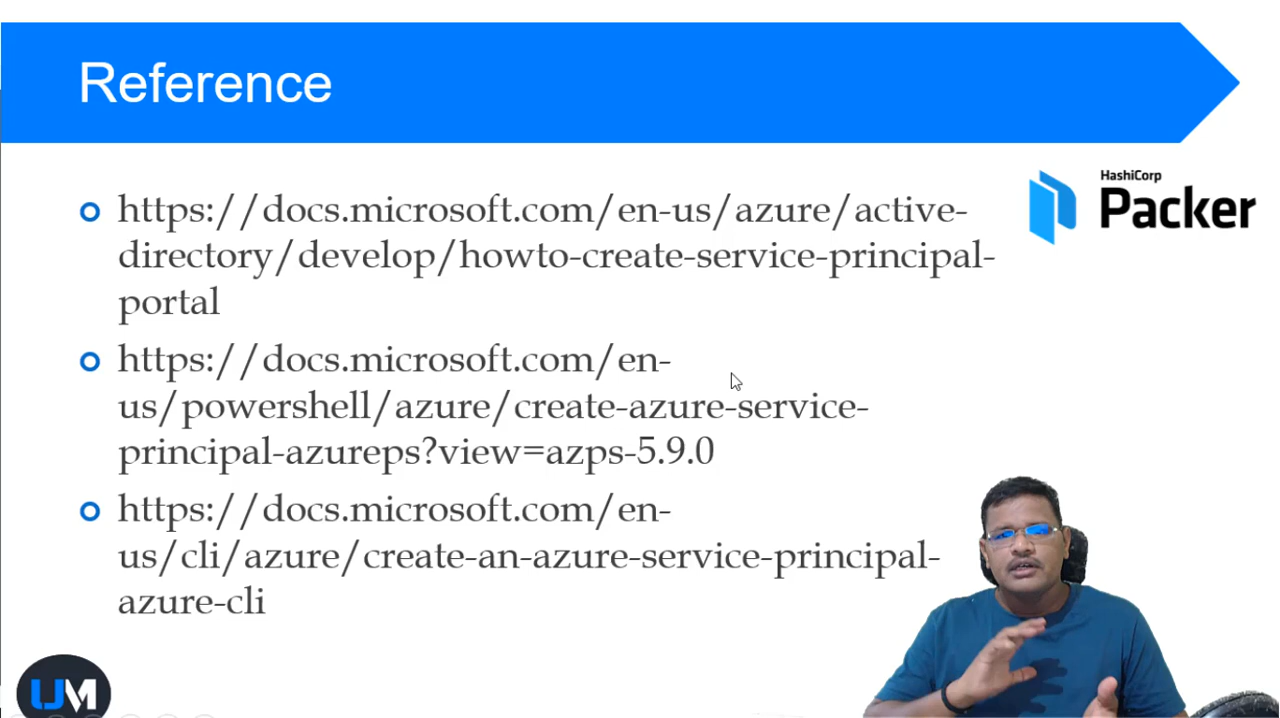 Reference
HashiCorp
Packer
https://docs.microsoft.com/en-us/azure/active-
directory/develop/howto-create-service-principal-
portal
https://docs.microsoft.com/en-
us/powershell/azure/create-azure-service-
principal-azureps?view=azps-5.9.0
https://docs.microsoft.com/en-
us/cli/azure/create-an-azure-service-principal-
azure-cli
UM